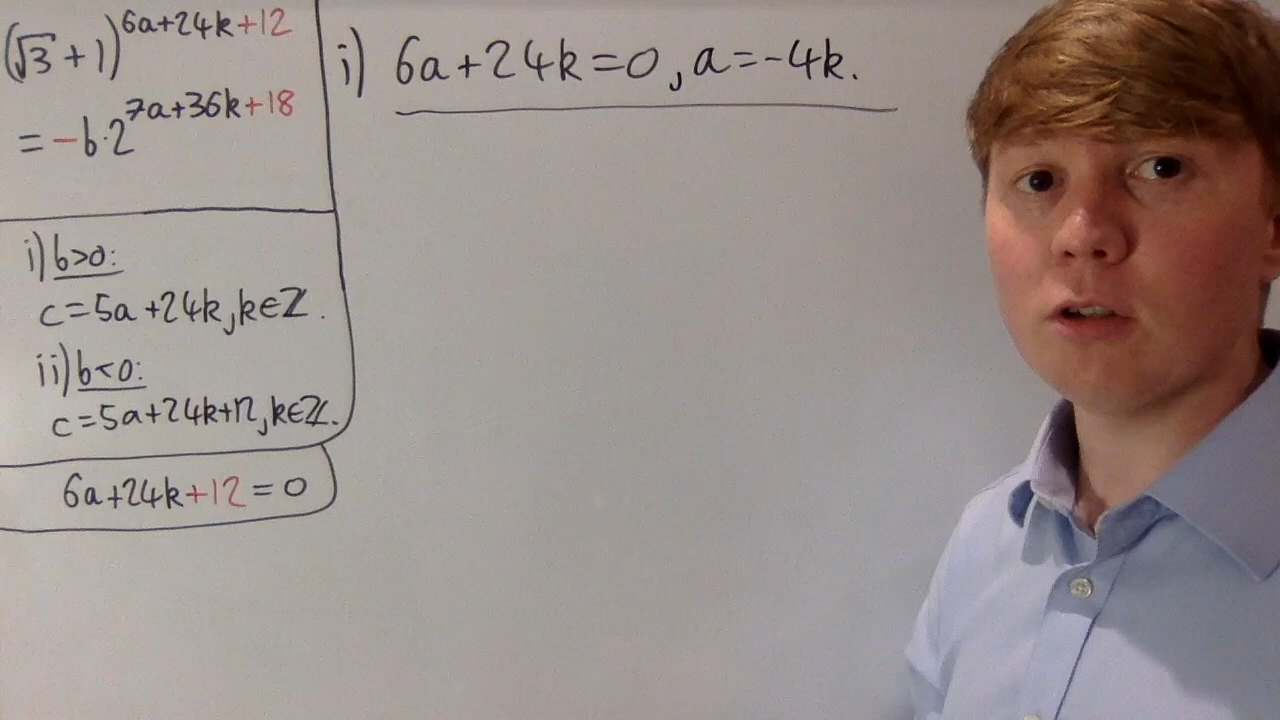 (√3+1)^{6a+24k+12}
=-b·2^{7a+36k+18}
i) b>0:
c=5a+24k, k∈ℤ.
ii) b<0:
c=5a+24k+12, k∈ℤ.
6a+24k+12=0
i) 6a+24k=0, a=-4k.